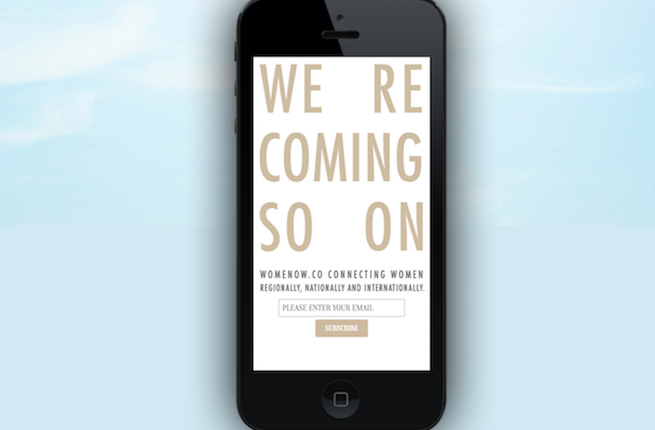 WE RE
COMING
SO ON
WOMENOW.CO CONNECTING WOMEN
REGIONALLY, NATIONALLY AND INTERNATIONALLY.
PLEASE ENTER YOUR EMAIL
SUBSCRIBE